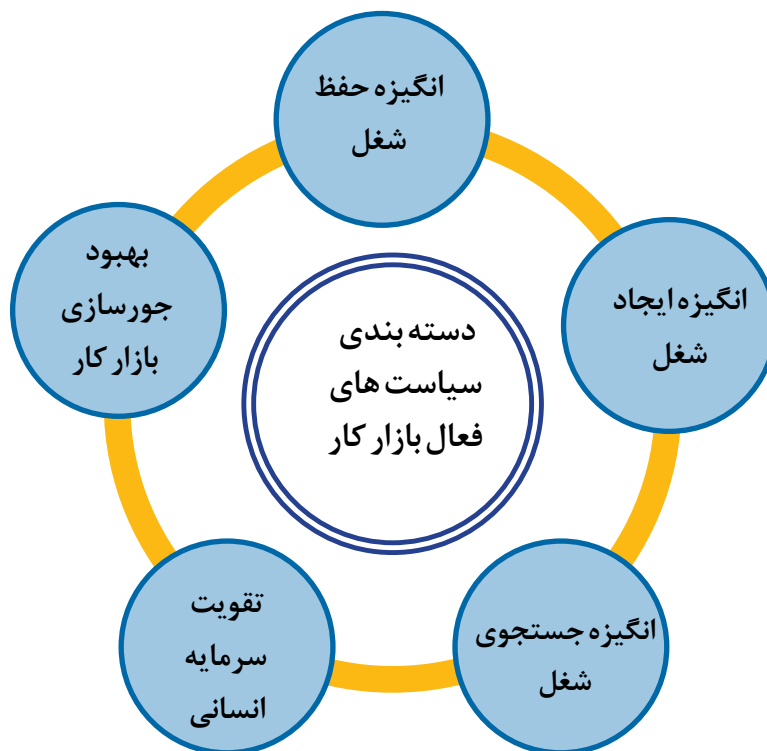 انگیزه حفظ
شغل
انگیزه ایجاد
شغل
انگیزه جستجوی
شغل
تقویت
سرمایه
انسانی
بهبود
جورسازی
بازار کار
دسته بندی
سیاست های
فعال بازار کار